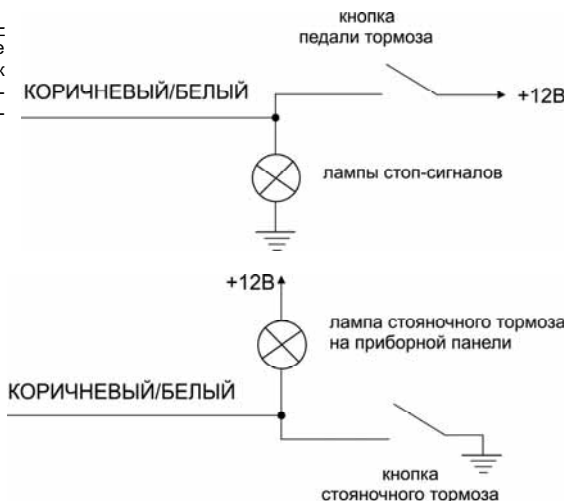 кнопка
педали тормоза
е
х
КОРИЧНЕВЫЙ/БЕЛЫЙ
+12В
лампы стоп-сигналов
+12В
лампа стояночного тормоза
на приборной панели
КОРИЧНЕВЫЙ/БЕЛЫЙ
кнопка
стояночного тормоза